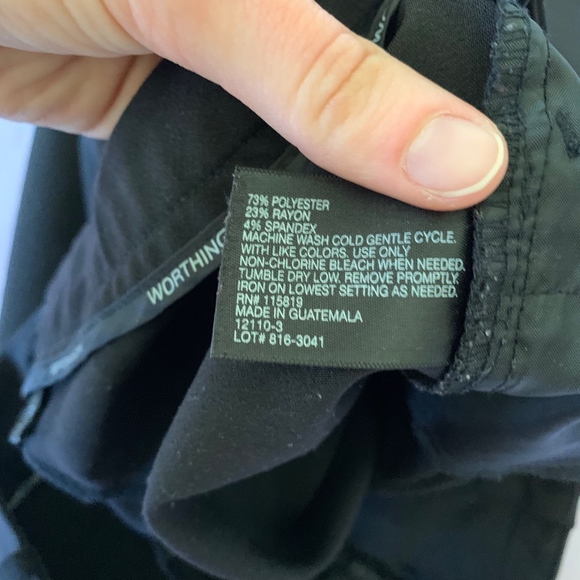 73% POLYESTER
23% RAYON
4% SPANDEX
MACHINE WASH COLD GENTLE CYCLE.
WITH LIKE COLORS. USE ONLY
NON-CHLORINE BLEACH WHEN NEEDED.
TUMBLE DRY LOW. REMOVE PROMPTLY.
IRON ON LOWEST SETTING AS NEEDED.
RN# 115819
MADE IN GUATEMALA
12110-3
LOT# 816-3041
WORTHING